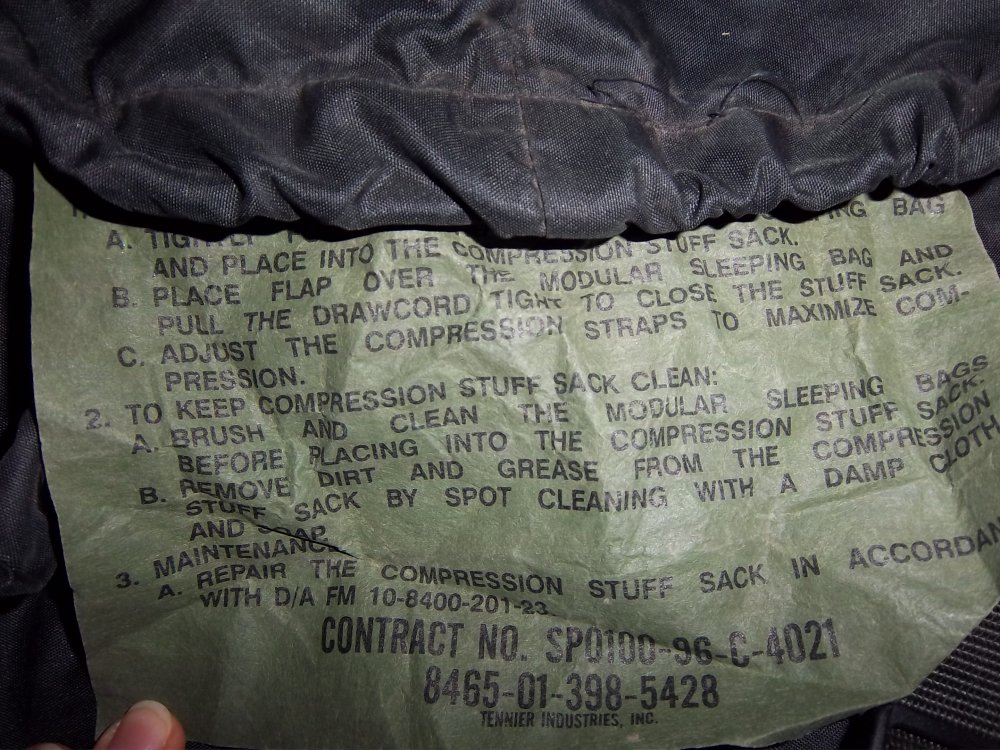 A. TIGHTLY BAG
AND PLACE INTO THE COMPRESSION STUFF SACK.
B. PLACE FLAP OVER THE MODULAR SLEEPING BAG AND
PULL THE DRAWCORD TIGHT TO CLOSE THE STUFF SACK.
C. ADJUST THE COMPRESSION STRAPS TO MAXIMIZE COM-
PRESSION.
2. TO KEEP COMPRESSION STUFF SACK CLEAN:
A. BRUSH AND CLEAN THE MODULAR SLEEPING BAGS
BEFORE PLACING INTO THE COMPRESSION STUFF SACK.
B. REMOVE DIRT AND GREASE FROM THE COMPRESSION
STUFF SACK BY SPOT CLEANING WITH A DAMP CLOTH
AND SOAP.
3. MAINTENANCE
A. REPAIR THE COMPRESSION STUFF SACK IN ACCORDAN
WITH D/A FM 10-8400-201-23
CONTRACT NO. SPO100-96-C-4021
8465-01-398-5428
TENNIER INDUSTRIES, INC.